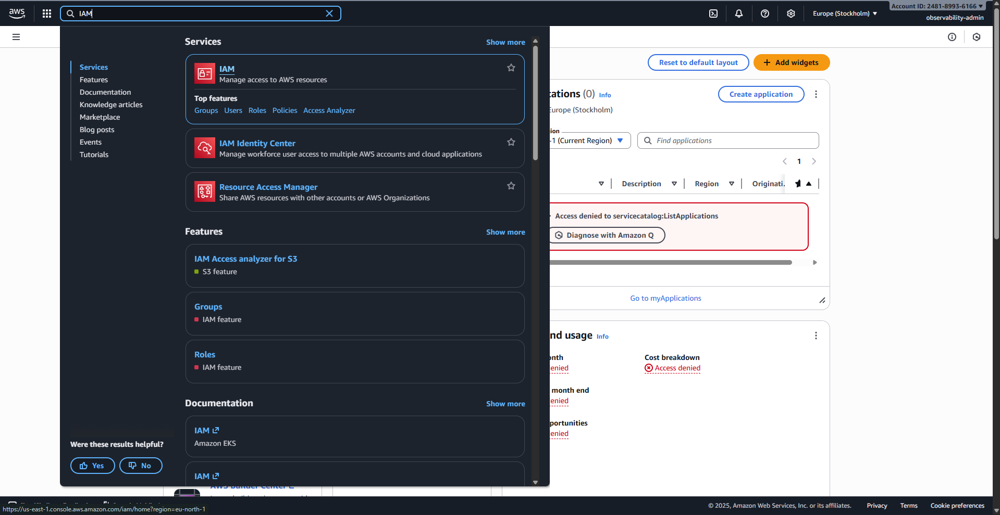 aws
IAM
Europe (Stockholm)
Account ID: 2481-8993-6166
observability-admin
Services
Features
Documentation
Knowledge articles
Marketplace
Blog posts
Events
Tutorials
Were these results helpful?
Yes
No
Services
Show more
IAM
Manage access to AWS resources
Top features
Groups Users Roles Policies Access Analyzer
IAM Identity Center
Manage workforce user access to multiple AWS accounts and cloud applications
Resource Access Manager
Share AWS resources with other accounts or AWS Organizations
Features
Show more
IAM Access analyzer for S3
S3 feature
Groups
IAM feature
Roles
IAM feature
Documentation
Show more
IAM
Amazon EKS
IAM
Reset to default layout
+ Add widgets
cations (0) Info
Create application
Europe (Stockholm)
ion
-1 (Current Region)
Find applications
1
Description
Region
Originati.
Access denied to servicecatalog:ListApplications
Diagnose with Amazon Q
Go to myApplications
nd usage Info
onth
enied
Cost breakdown
Access denied
month end
enied
portunities
enied
AWS Builder Center
https://us-east-1.console.aws.amazon.com/iam/home?region=eu-north-1
© 2025, Amazon Web Services, Inc. or its affiliates.
Privacy
Terms
Cookie preferences